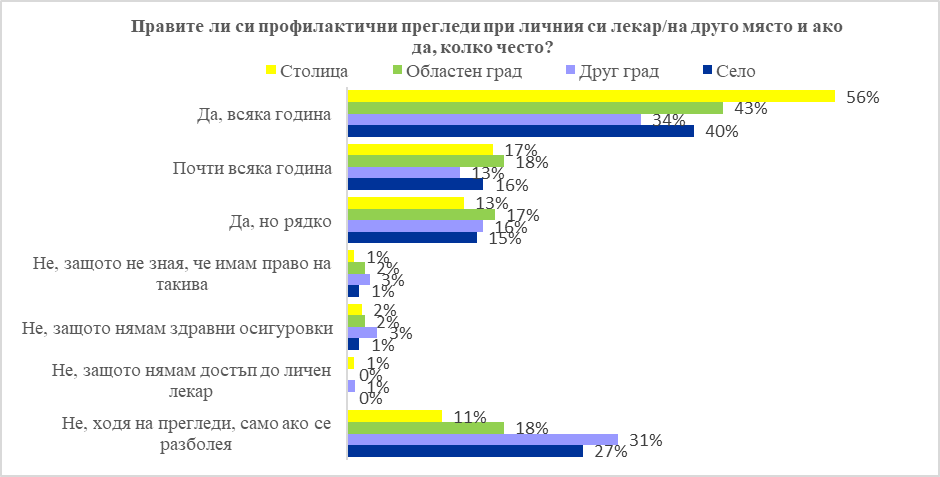 Правите ли си профилактични прегледи при личния си лекар/на друго място и ако
да, колко често?
Столица Областен град Друг град Село
Да, всяка година
56%
43%
34%
40%
Почти всяка година
17%
18%
13%
16%
Да, но рядко
13%
17%
16%
15%
Не, защото не зная, че имам право на
такива
1%
2%
3%
1%
Не, защото нямам здравни осигуровки
2%
2%
3%
1%
Не, защото нямам достъп до личен
лекар
1%
0%
1%
0%
Не, ходя на прегледи, само ако се
разболея
11%
18%
31%
27%